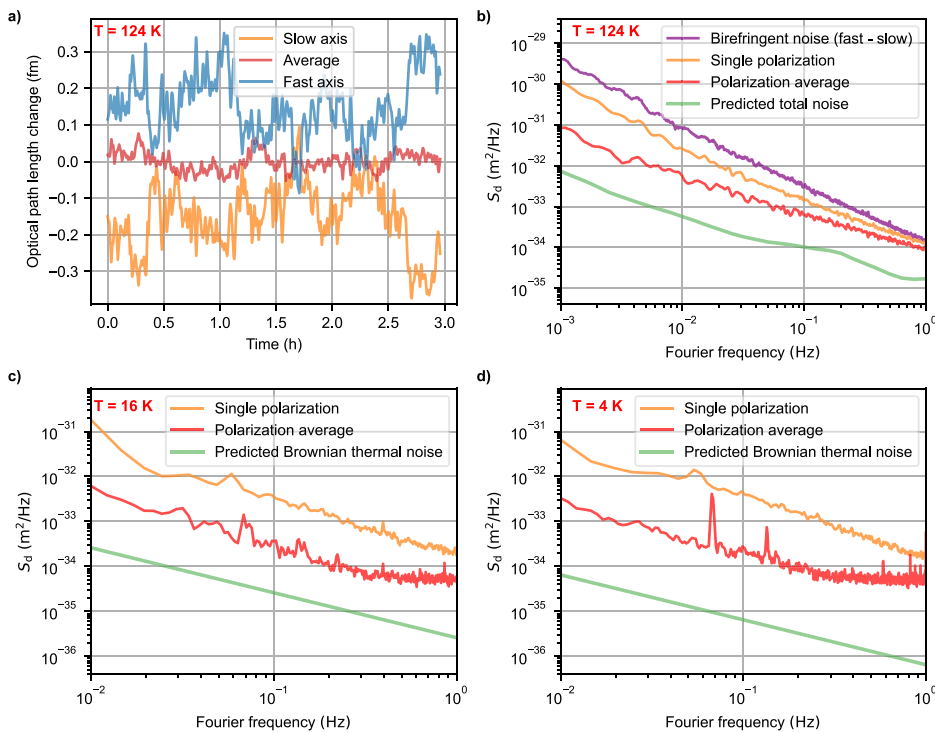 a)
T = 124 K
Slow axis
Average
Fast axis
Optical path length change (fm)
0.3
0.2
0.1
0.0
−0.1
−0.2
−0.3
0.0 0.5 1.0 1.5 2.0 2.5 3.0
Time (h)
b)
T = 124 K
Birefringent noise (fast - slow)
Single polarization
Polarization average
Predicted total noise
S_d (m²/Hz)
10⁻²⁹
10⁻³⁰
10⁻³¹
10⁻³²
10⁻³³
10⁻³⁴
10⁻³⁵
10⁻³ 10⁻² 10⁻¹ 10⁰
Fourier frequency (Hz)
c)
T = 16 K
Single polarization
Polarization average
Predicted Brownian thermal noise
S_d (m²/Hz)
10⁻³¹
10⁻³²
10⁻³³
10⁻³⁴
10⁻³⁵
10⁻³⁶
10⁻² 10⁻¹ 10⁰
Fourier frequency (Hz)
d)
T = 4 K
Single polarization
Polarization average
Predicted Brownian thermal noise
S_d (m²/Hz)
10⁻³¹
10⁻³²
10⁻³³
10⁻³⁴
10⁻³⁵
10⁻³⁶
10⁻² 10⁻¹ 10⁰
Fourier frequency (Hz)